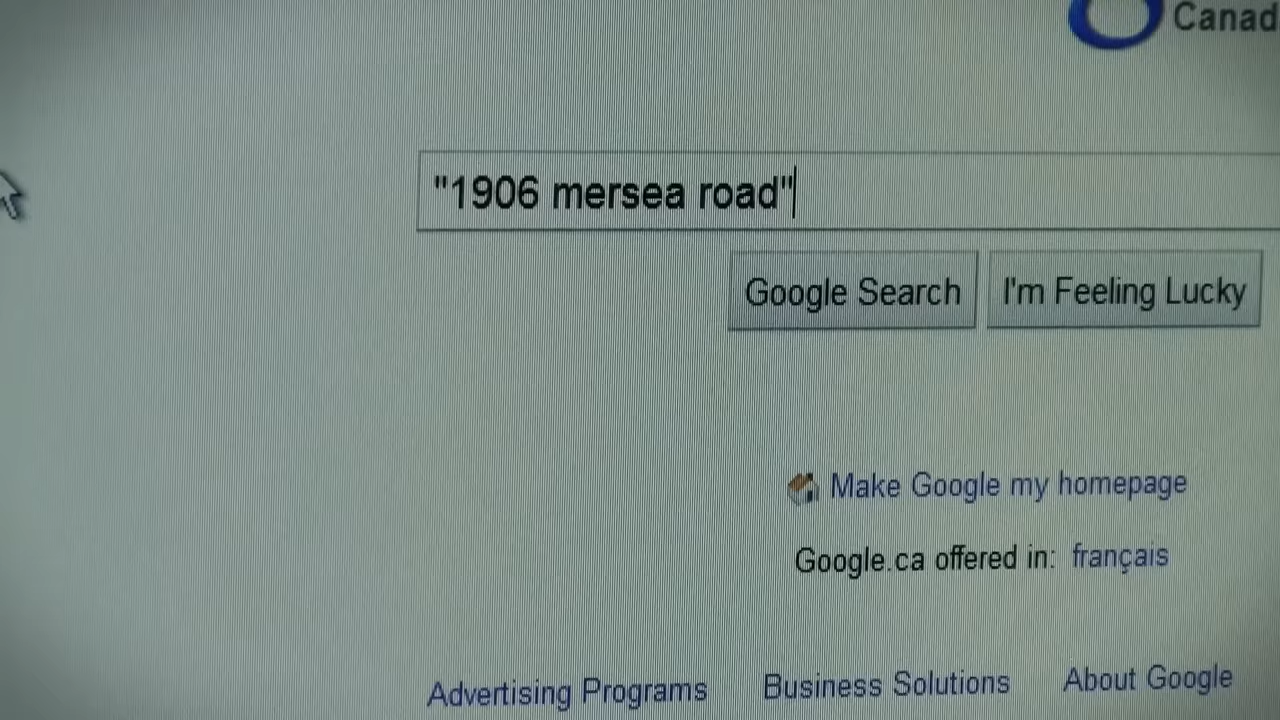 Canad
"1906 mersea road"
Google Search I'm Feeling Lucky
Make Google my homepage
Google.ca offered in: français
Advertising Programs Business Solutions About Google